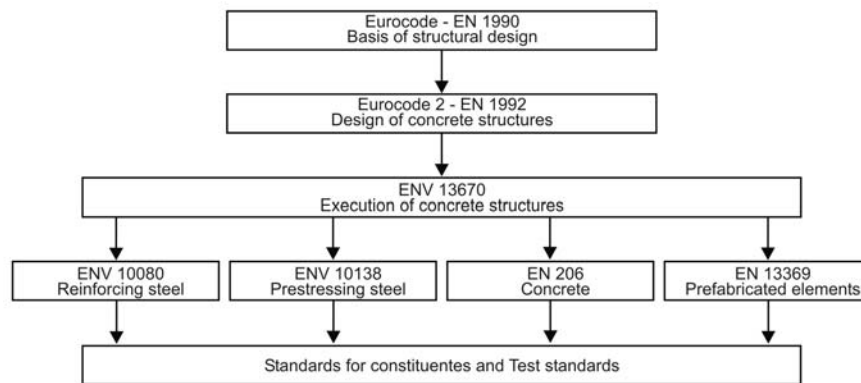 Eurocode - EN 1990
Basis of structural design
Eurocode 2 - EN 1992
Design of concrete structures
ENV 13670
Execution of concrete structures
ENV 10080
Reinforcing steel
ENV 10138
Prestressing steel
EN 206
Concrete
EN 13369
Prefabricated elements
Standards for constituentes and Test standards